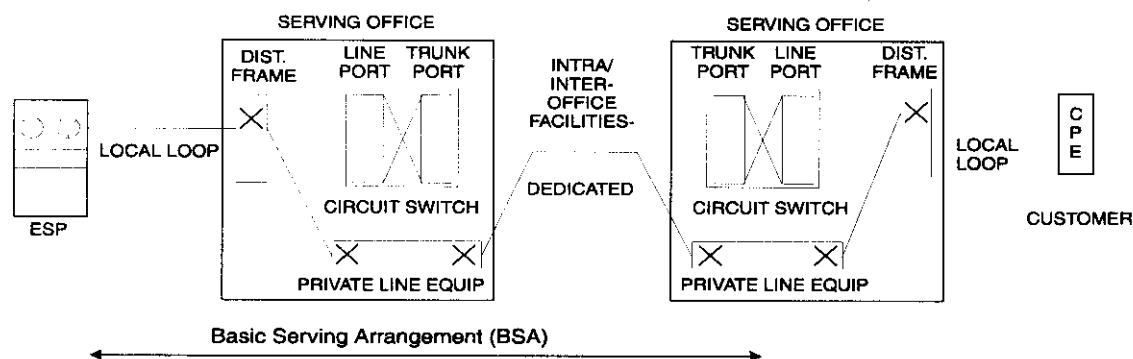 SERVING OFFICE
SERVING OFFICE
DIST.
FRAME
LINE
PORT
TRUNK
PORT
INTRA/
INTER-
OFFICE
FACILITIES-
DEDICATED
TRUNK
PORT
LINE
PORT
DIST.
FRAME
LOCAL LOOP
LOCAL
LOOP
CPE
ESP
CIRCUIT SWITCH
CIRCUIT SWITCH
CUSTOMER
PRIVATE LINE EQUIP
PRIVATE LINE EQUIP
Basic Serving Arrangement (BSA)